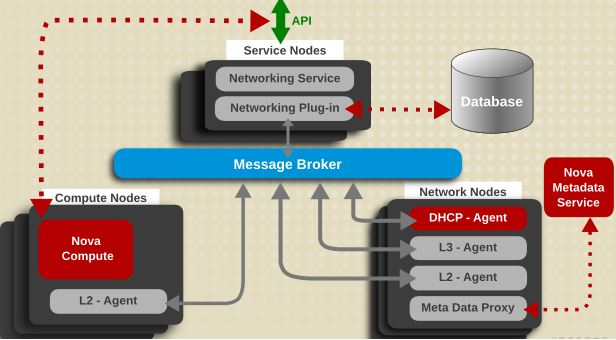 API
Service Nodes
Networking Service
Networking Plug-in
Database
Message Broker
Compute Nodes
Nova
Compute
L2 - Agent
Network Nodes
DHCP - Agent
L3 - Agent
L2 - Agent
Meta Data Proxy
Nova
Metadata
Service